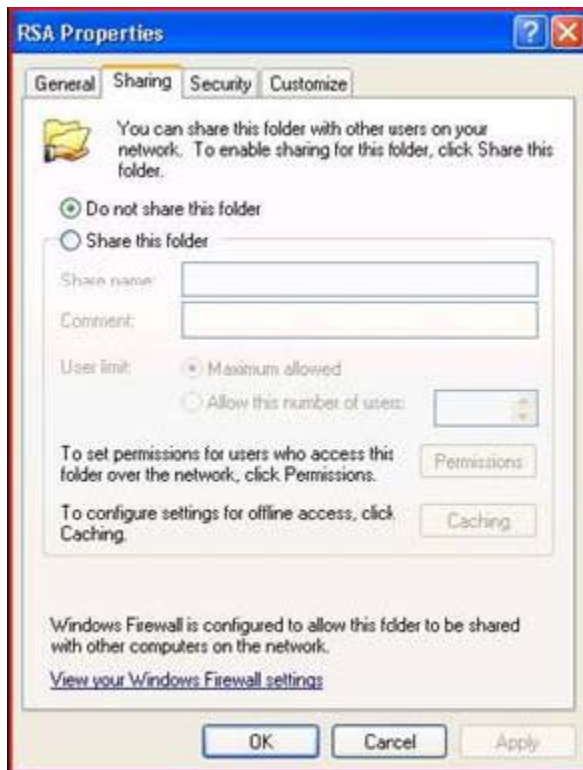 RSA Properties
General Sharing Security Customize
You can share this folder with other users on your
network. To enable sharing for this folder, click Share this
folder.
Do not share this folder
Share this folder
Share name:
Comment:
User limit:
Maximum allowed
Allow this number of users:
To set permissions for users who access this
folder over the network, click Permissions.
Permissions
To configure settings for offline access, click
Caching.
Caching
Windows Firewall is configured to allow this folder to be shared
with other computers on the network.
View your Windows Firewall settings
OK Cancel Apply